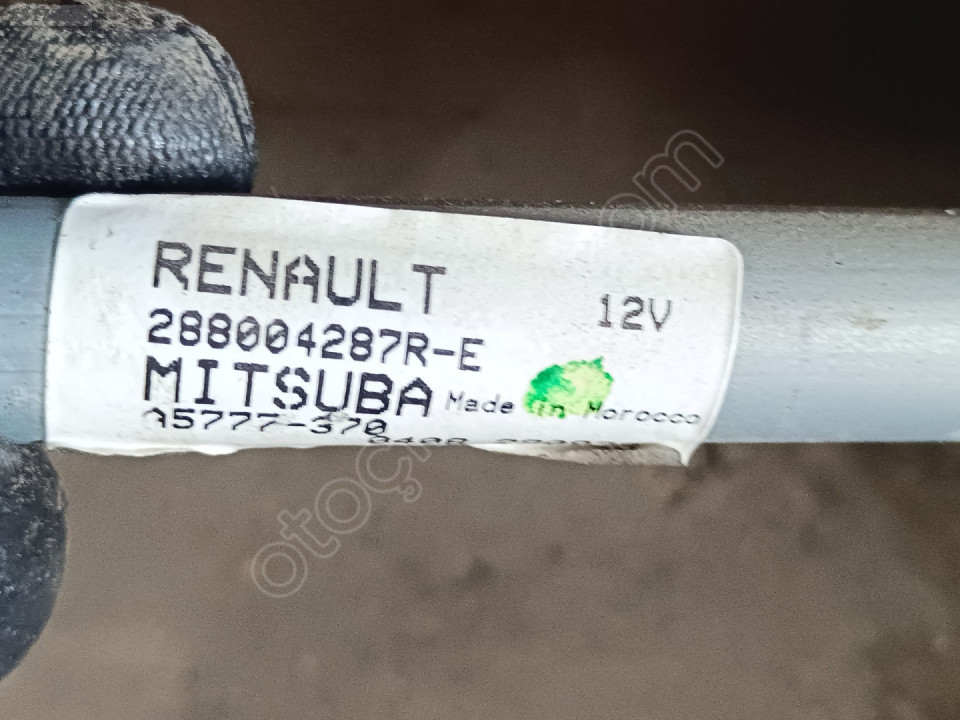 RENAULT
12V
288004287R-E
MITSUBA Made in Morocco
A5777-370